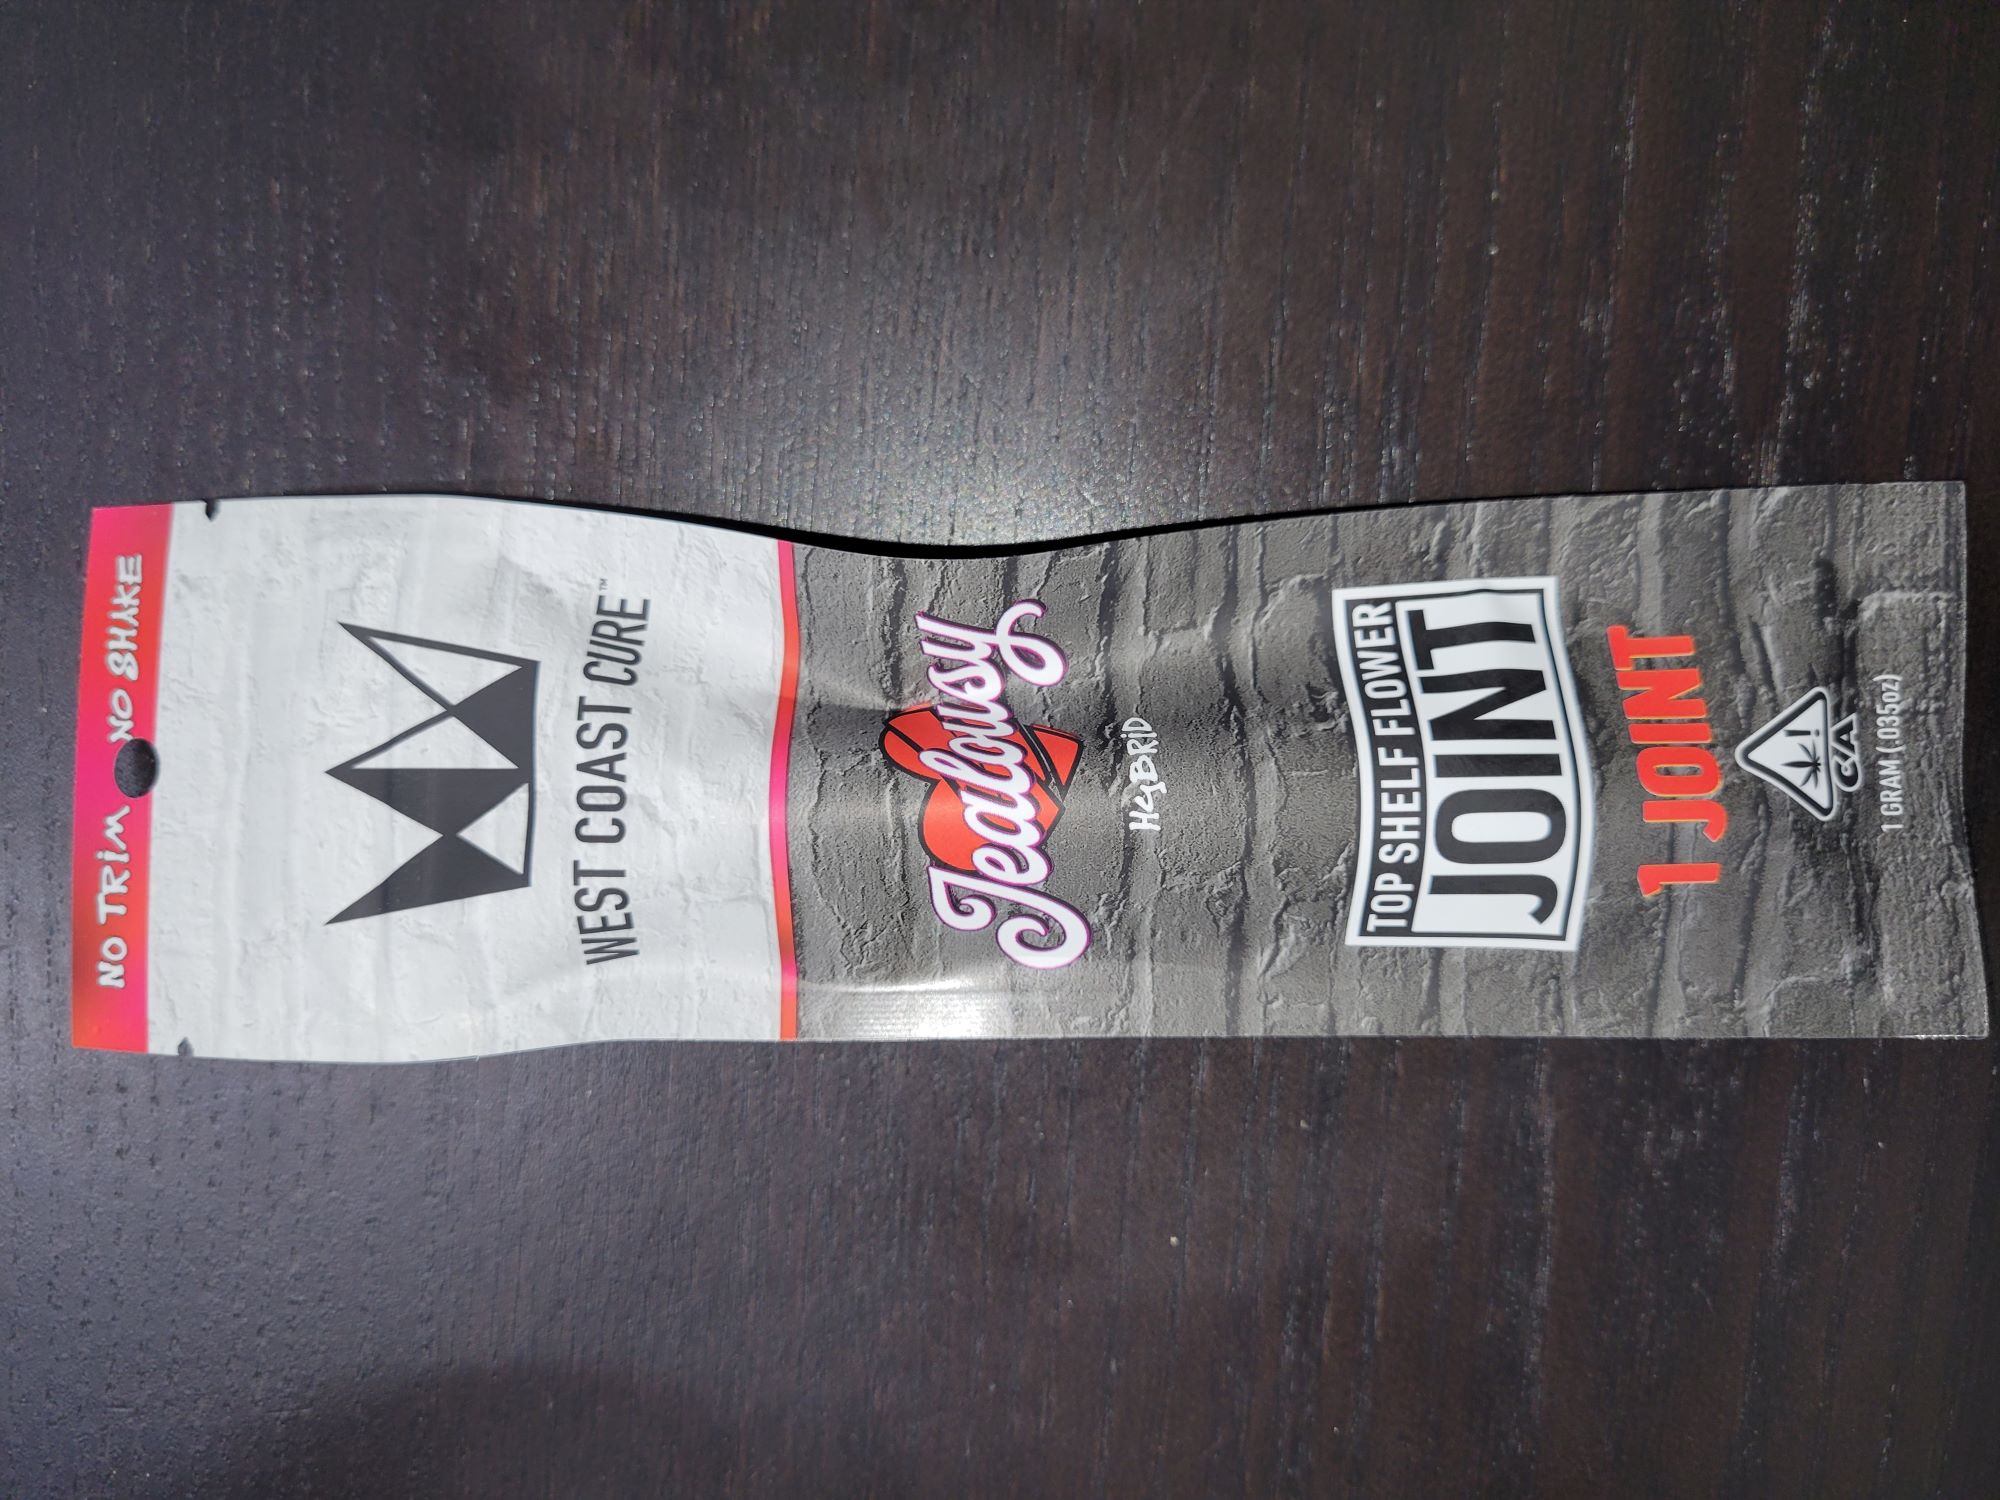 NO TRIM NO SHAKE
WEST COAST CURE™
Jealousy
HYBRID
TOP SHELF FLOWER
JOINT
1 JOINT
!
CA
1 GRAM (.035oz)